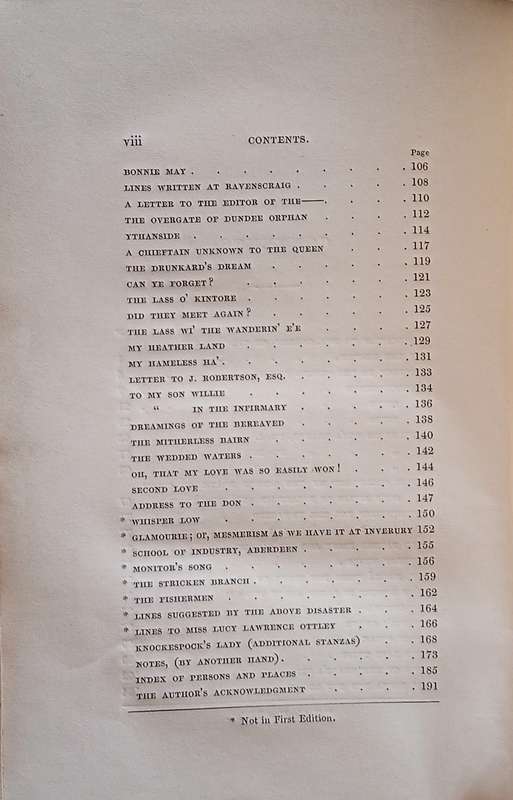 viii CONTENTS.
Page
BONNIE MAY . . . . . . . . . 106
LINES WRITTEN AT RAVENSCRAIG . . . . . 108
A LETTER TO THE EDITOR OF THE——. . . . 110
THE OVERGATE OF DUNDEE ORPHAN . . . . 112
YTHANSIDE . . . . . . . . . 114
A CHIEFTAIN UNKNOWN TO THE QUEEN . . . 117
THE DRUNKARD'S DREAM . . . . . . 119
CAN YE FORGET? . . . . . . . 121
THE LASS O' KINTORE . . . . . . . 123
DID THEY MEET AGAIN? . . . . . . 125
THE LASS WI' THE WANDERIN' E'E . . . . 127
MY HEATHER LAND . . . . . . . 129
MY HAMELESS HA' . . . . . . . . 131
LETTER TO J. ROBERTSON, ESQ. . . . . . 133
TO MY SON WILLIE . . . . . . . 134
" IN THE INFIRMARY . . . . . 136
DREAMINGS OF THE BEREAVED . . . . . 138
THE MITHERLESS BAIRN . . . . . . 140
THE WEDDED WATERS . . . . . . . 142
OH, THAT MY LOVE WAS SO EASILY WON! . . . 144
SECOND LOVE . . . . . . . . 146
ADDRESS TO THE DON . . . . . . . 147
* WHISPER LOW . . . . . . . . 150
* GLAMOURIE; OR, MESMERISM AS WE HAVE IT AT INVERURY 152
* SCHOOL OF INDUSTRY, ABERDEEN . . . . . 155
* MONITOR'S SONG . . . . . . . . 156
* THE STRICKEN BRANCH . . . . . . . 159
* THE FISHERMEN . . . . . . . . 162
* LINES SUGGESTED BY THE ABOVE DISASTER . . . 164
* LINES TO MISS LUCY LAWRENCE OTTLEY . . . 166
KNOCKESPOCK'S LADY (ADDITIONAL STANZAS) . . 168
NOTES, (BY ANOTHER HAND) . . . . . . 173
INDEX OF PERSONS AND PLACES . . . . . 185
THE AUTHOR'S ACKNOWLEDGMENT . . . . 191
* Not in First Edition.